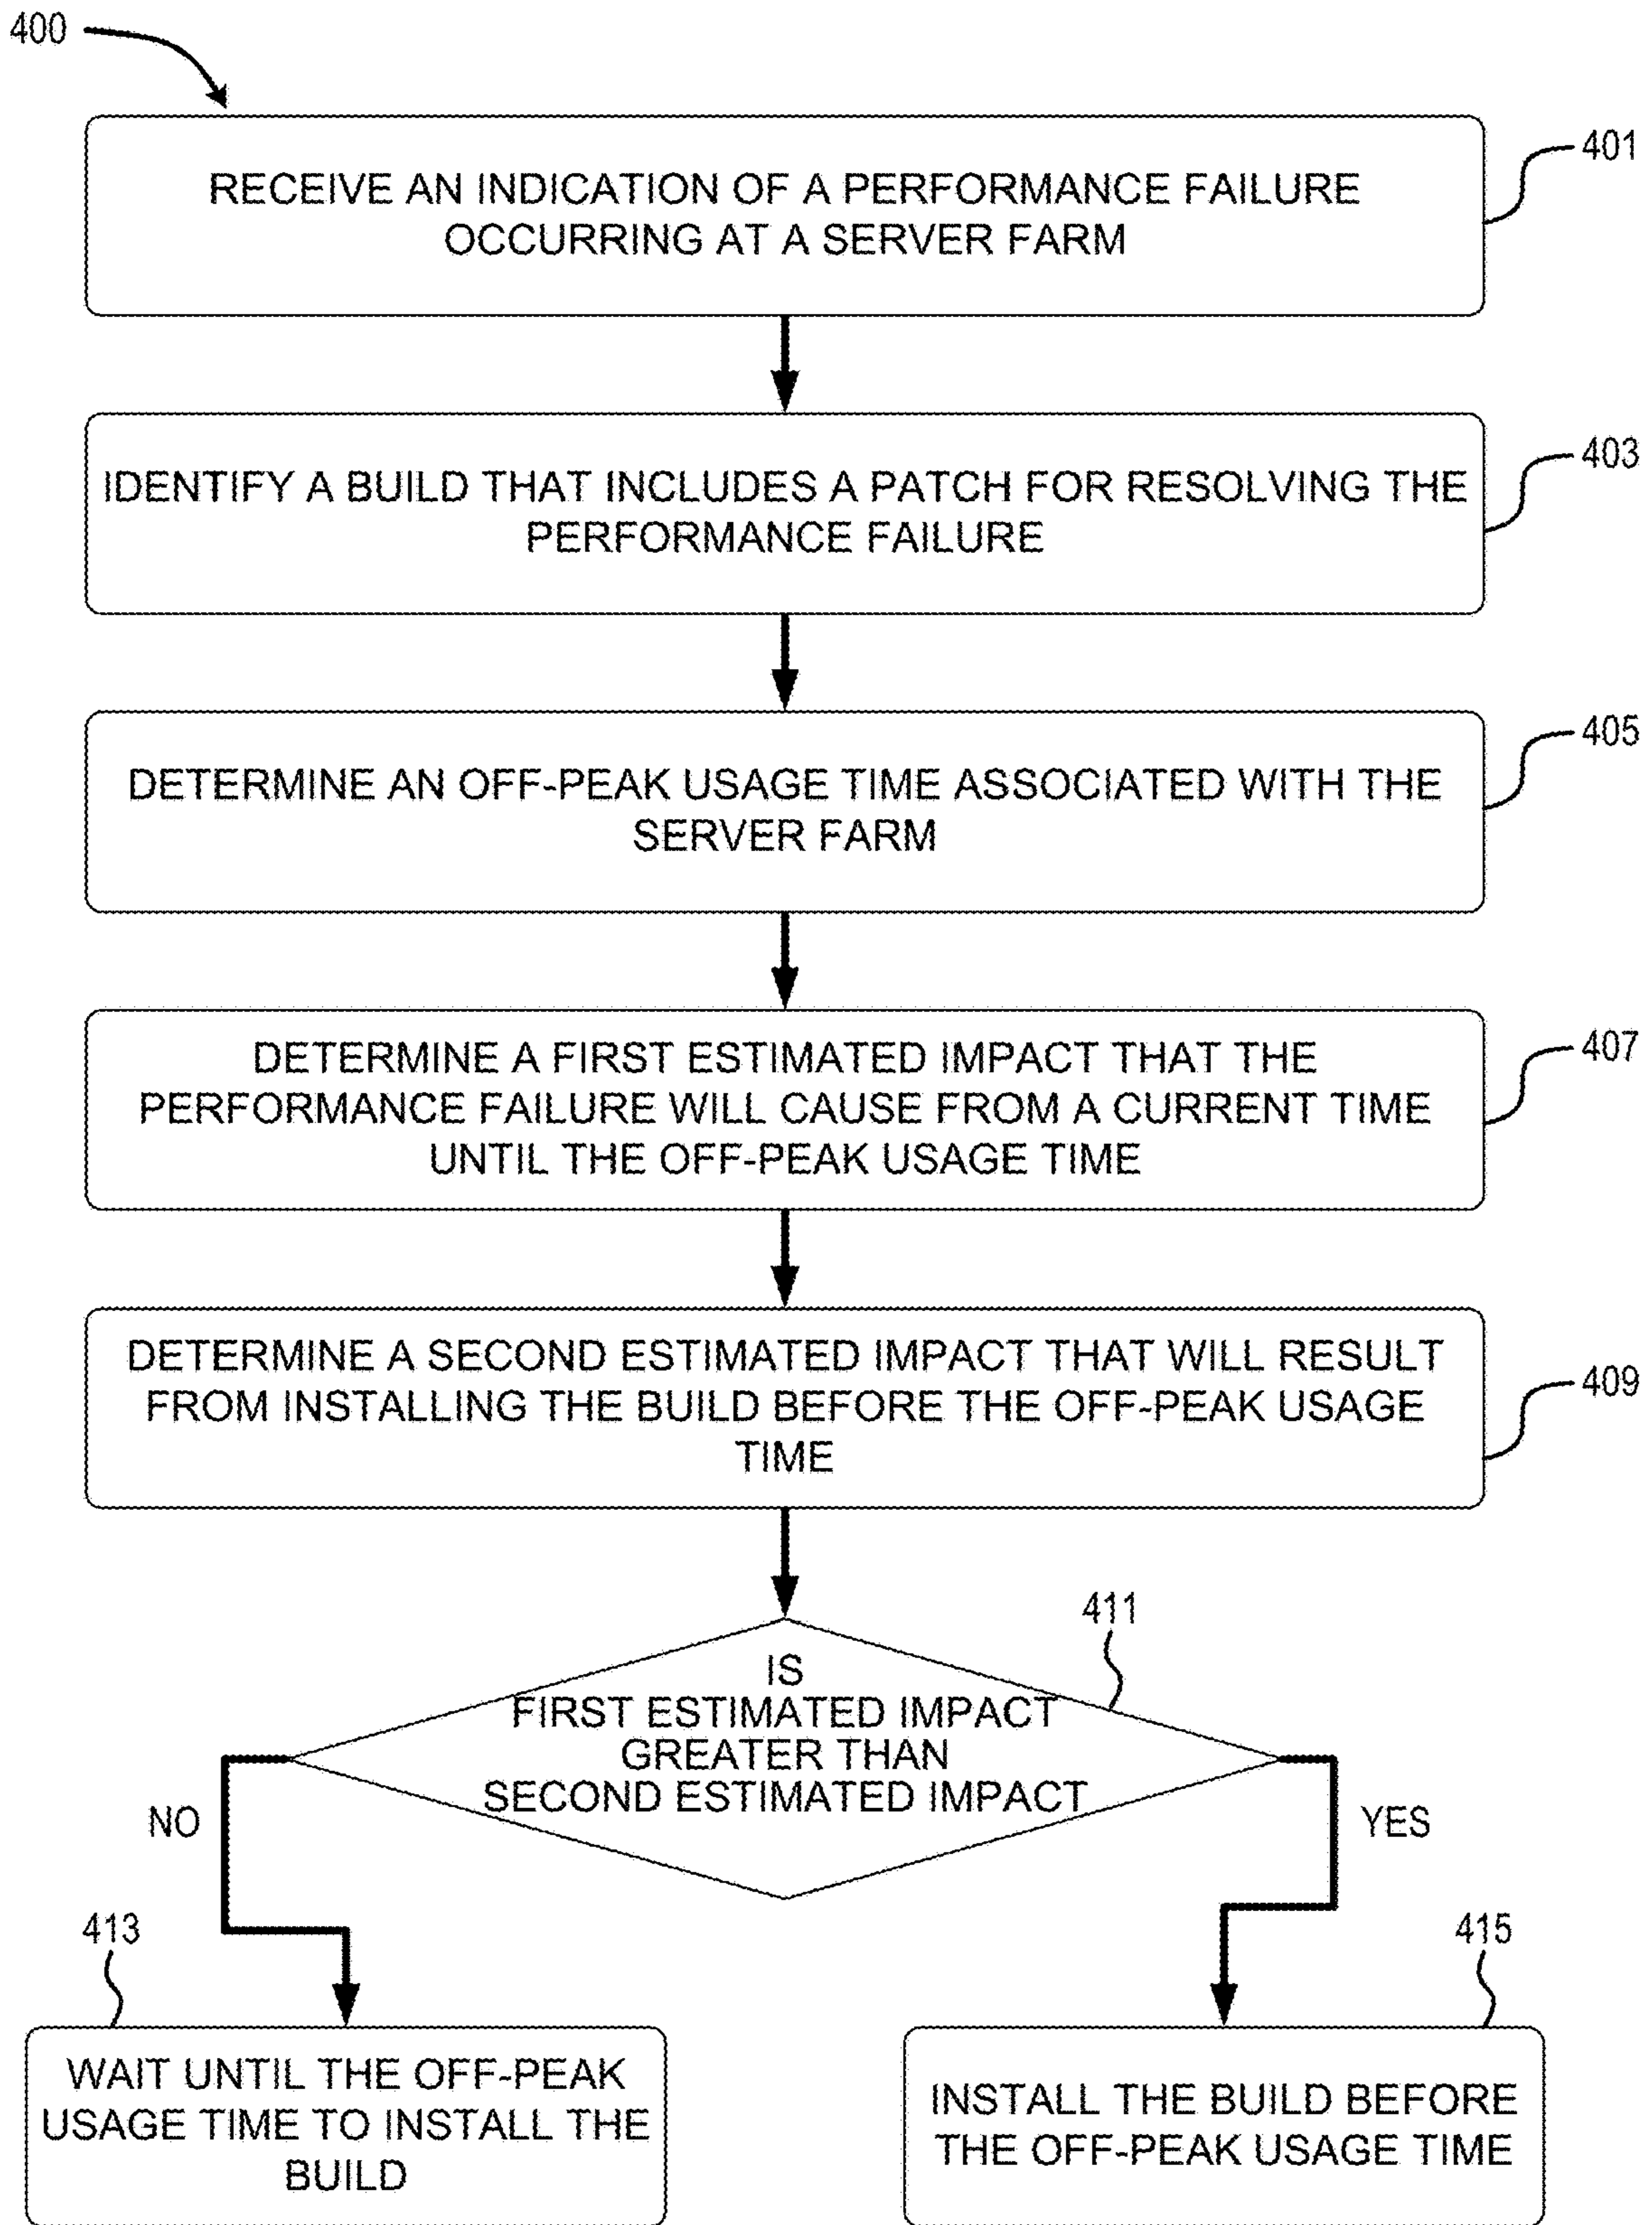 400
RECEIVE AN INDICATION OF A PERFORMANCE FAILURE
OCCURRING AT A SERVER FARM
401
IDENTIFY A BUILD THAT INCLUDES A PATCH FOR RESOLVING THE
PERFORMANCE FAILURE
403
DETERMINE AN OFF-PEAK USAGE TIME ASSOCIATED WITH THE
SERVER FARM
405
DETERMINE A FIRST ESTIMATED IMPACT THAT THE
PERFORMANCE FAILURE WILL CAUSE FROM A CURRENT TIME
UNTIL THE OFF-PEAK USAGE TIME
407
DETERMINE A SECOND ESTIMATED IMPACT THAT WILL RESULT
FROM INSTALLING THE BUILD BEFORE THE OFF-PEAK USAGE
TIME
409
411
IS
FIRST ESTIMATED IMPACT
GREATER THAN
SECOND ESTIMATED IMPACT
NO
YES
413
WAIT UNTIL THE OFF-PEAK
USAGE TIME TO INSTALL THE
BUILD
415
INSTALL THE BUILD BEFORE
THE OFF-PEAK USAGE TIME